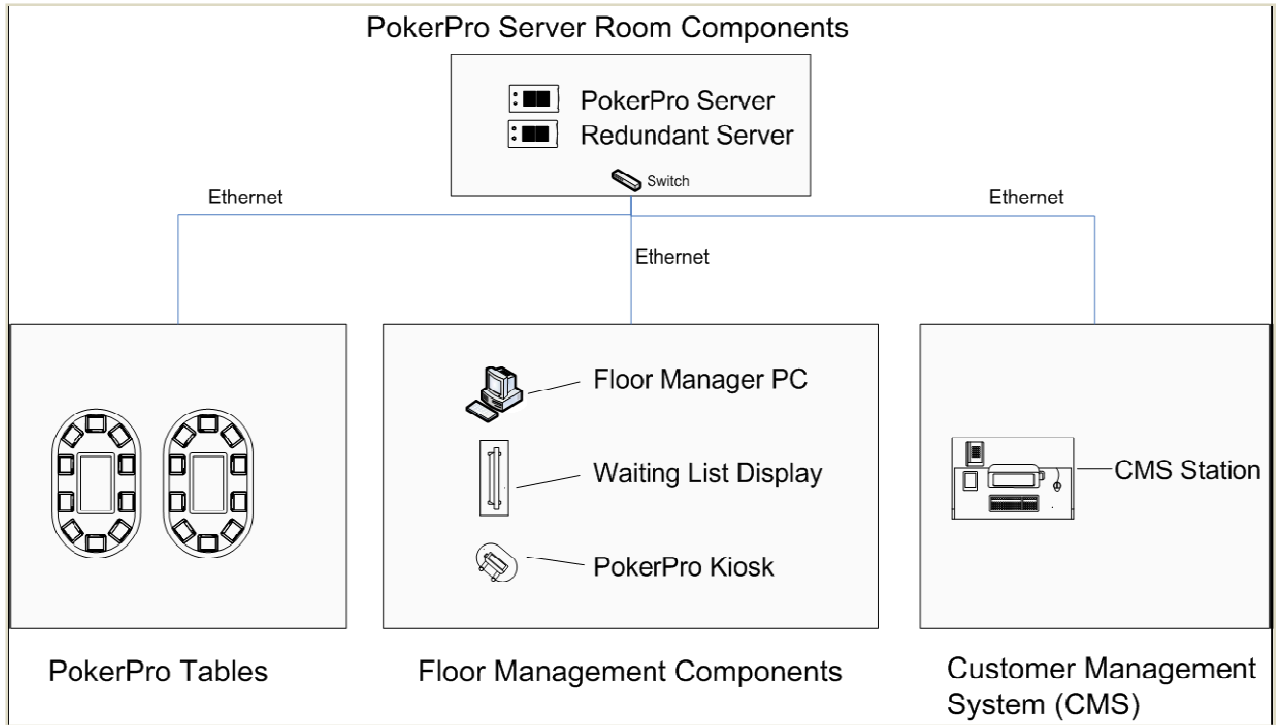 PokerPro Server Room Components
PokerPro Server
Redundant Server
Switch
Ethernet
Ethernet
Ethernet
Floor Manager PC
Waiting List Display
PokerPro Kiosk
CMS Station
PokerPro Tables
Floor Management Components
Customer Management
System (CMS)